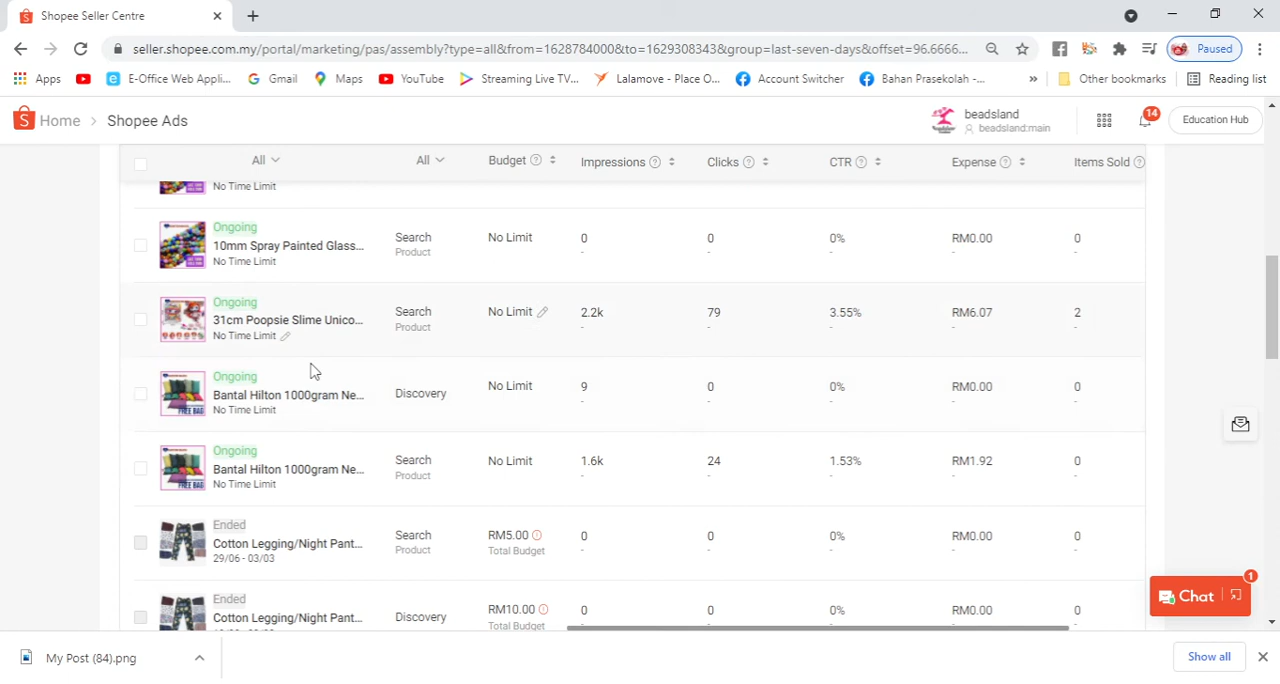 Shopee Seller Centre
seller.shopee.com.my/portal/marketing/pas/assembly?type=all&from=1628784000&to=1629308343&group=last-seven-days&offset=96.6666...
Paused
Apps
E-Office Web Appli...
Gmail
Maps
YouTube
Streaming Live TV...
Lalamove - Place O...
Account Switcher
Bahan Prasekolah -...
»
Other bookmarks
Reading list
Home > Shopee Ads
beadsland
beadsland:main
14
Education Hub
All
All
Budget
Impressions
Clicks
CTR
Expense
Items Sold
No Time Limit
Ongoing
10mm Spray Painted Glass...
No Time Limit
Search
Product
No Limit
0
-
0
-
0%
-
RM0.00
-
0
-
Ongoing
31cm Poopsie Slime Unico...
No Time Limit
Search
Product
No Limit
2.2k
-
79
-
3.55%
-
RM6.07
-
2
-
Ongoing
Bantal Hilton 1000gram Ne...
No Time Limit
FREE BAG
Discovery
No Limit
9
-
0
-
0%
-
RM0.00
-
0
-
Ongoing
Bantal Hilton 1000gram Ne...
No Time Limit
FREE BAG
Search
Product
No Limit
1.6k
-
24
-
1.53%
-
RM1.92
-
0
-
Ended
Cotton Legging/Night Pant...
29/06 - 03/03
Search
Product
RM5.00
Total Budget
0
-
0
-
0%
-
RM0.00
-
0
-
Ended
Cotton Legging/Night Pant...
Discovery
RM10.00
Total Budget
0
0
0%
RM0.00
0
Chat
1
My Post (84).png
Show all